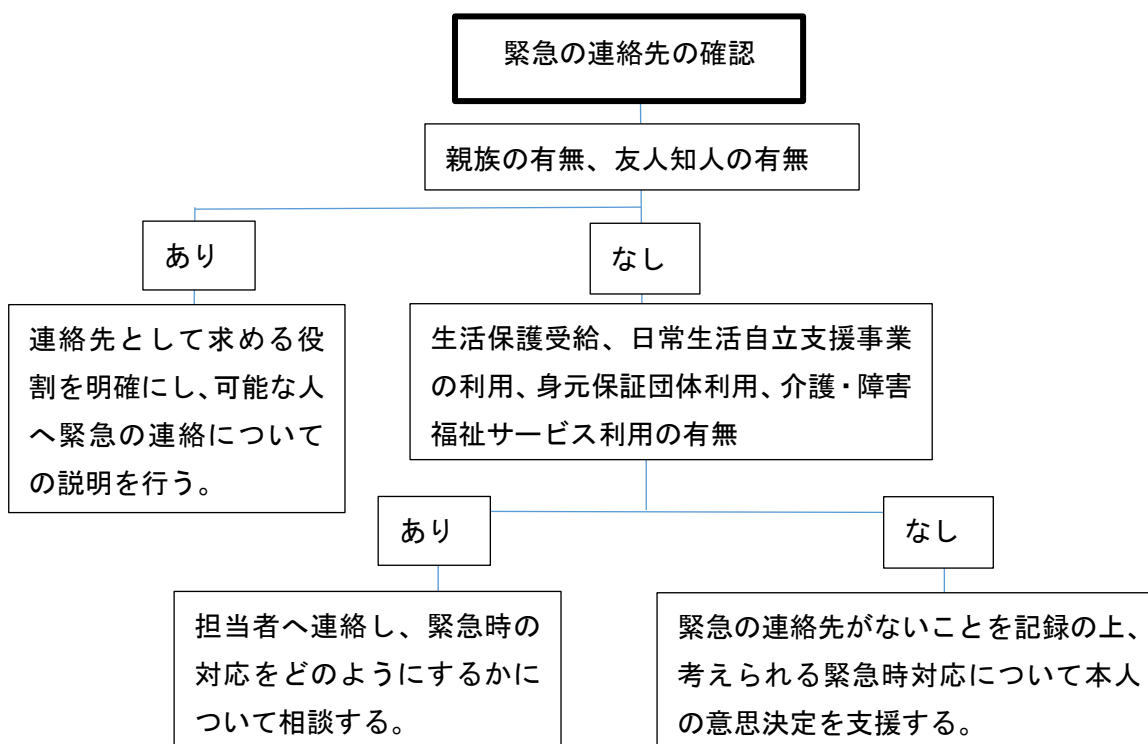 緊急の連絡先の確認
親族の有無、友人知人の有無
あり
なし
連絡先として求める役
割を明確にし、可能な人
へ緊急の連絡について
の説明を行う。
生活保護受給、日常生活自立支援事業
の利用、身元保証団体利用、介護・障害
福祉サービス利用の有無
あり
なし
担当者へ連絡し、緊急時の
対応をどのようにするかに
ついて相談する。
緊急の連絡先がないことを記録の上、
考えられる緊急時対応について本人
の意思決定を支援する。